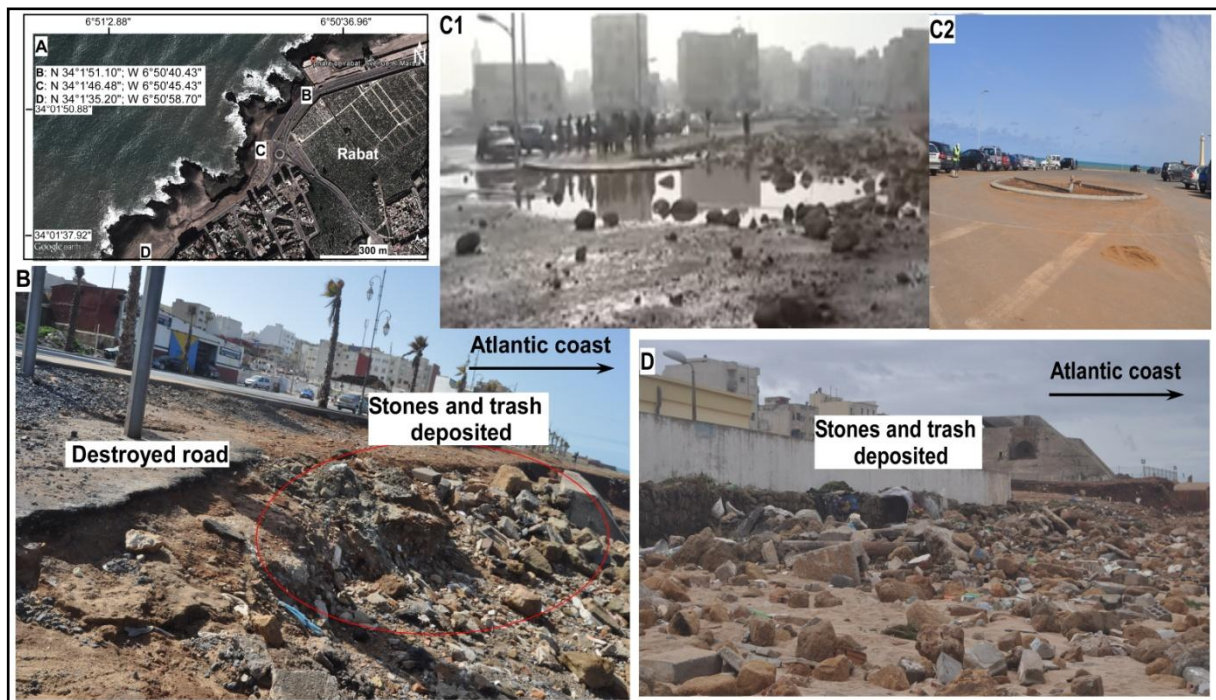 6°51'2.88"
6°50'36.96"
A
N
B: N 34°1'51.10"; W 6°50'40.43"
C: N 34°1'46.48"; W 6°50'45.43"
D: N 34°1'35.20"; W 6°50'58.70"
B
34°01'50.88"
C
Rabat
34°01'37.92"
Google earth
D
300 m
C1
C2
B
Atlantic coast
Stones and trash
deposited
Destroyed road
D
Atlantic coast
Stones and trash
deposited